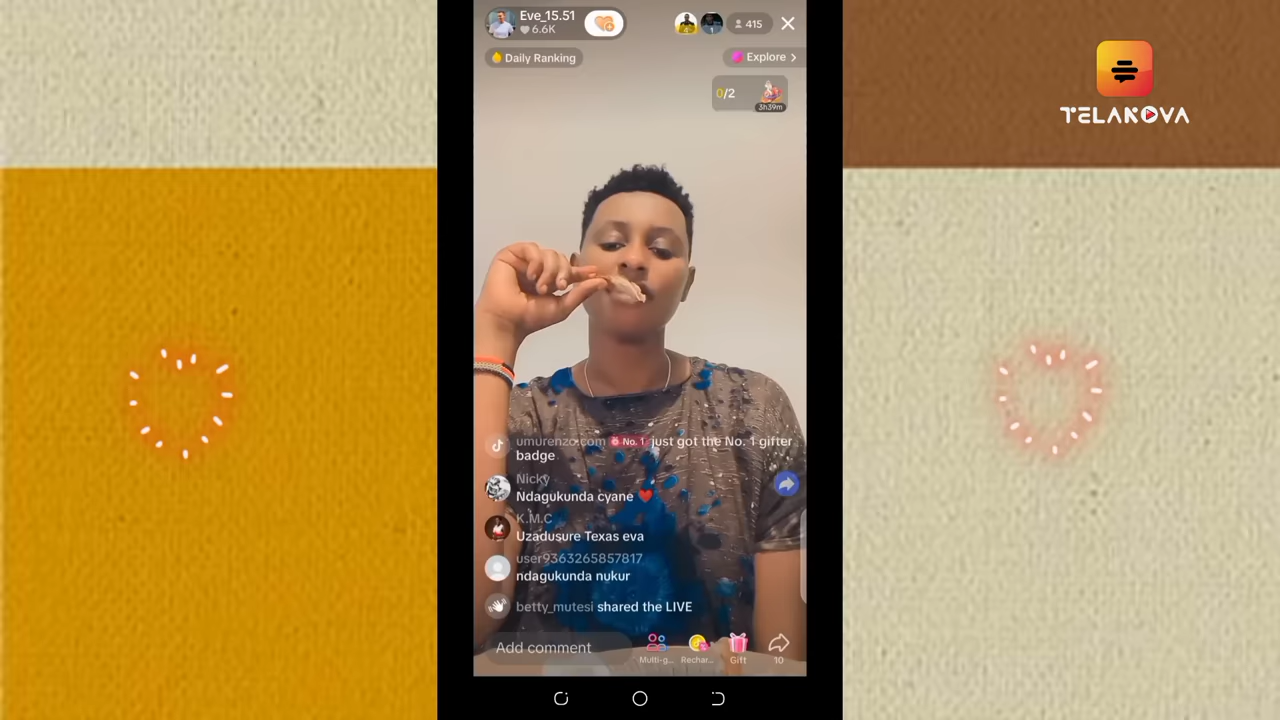 Eve_15.51
6.6K
415
Daily Ranking
Explore
0/2
3h39m
TELANOVA
umurenzo.com No. 1 just got the No. 1 gifter
badge
Nicky
Ndagukunda cyane
K.M.C
Uzadusure Texas eva
user9363265857817
ndagukunda nukur
betty_mutesi shared the LIVE
Add comment
Multi-g...
Rechar...
Gift
10